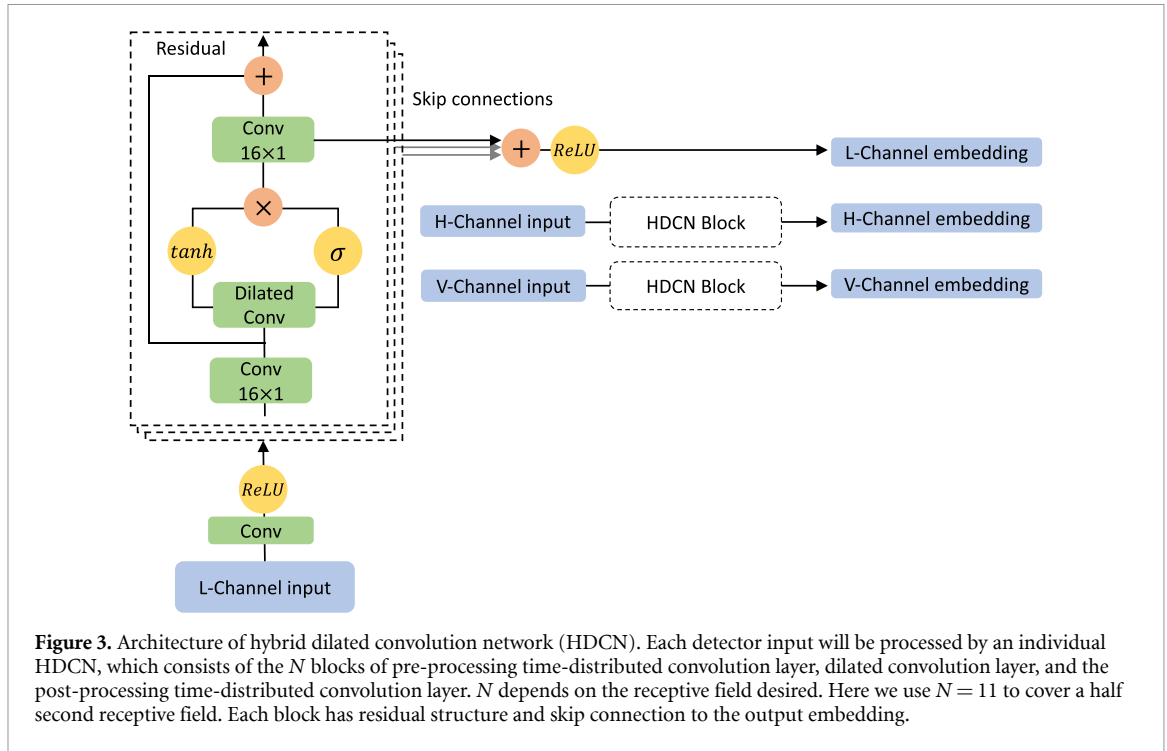 Residual
+
Skip connections
Conv
16×1
+
ReLU
L-Channel embedding
×
H-Channel input
HDCN Block
H-Channel embedding
tanh
σ
V-Channel input
HDCN Block
V-Channel embedding
Dilated
Conv
Conv
16×1
ReLU
Conv
L-Channel input
Figure 3. Architecture of hybrid dilated convolution network (HDCN). Each detector input will be processed by an individual
HDCN, which consists of the N blocks of pre-processing time-distributed convolution layer, dilated convolution layer, and the
post-processing time-distributed convolution layer. N depends on the receptive field desired. Here we use N = 11 to cover a half
second receptive field. Each block has residual structure and skip connection to the output embedding.